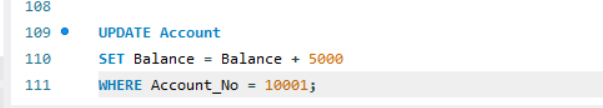 108
109 UPDATE Account
110 SET Balance = Balance + 5000
111 WHERE Account_No = 10001;